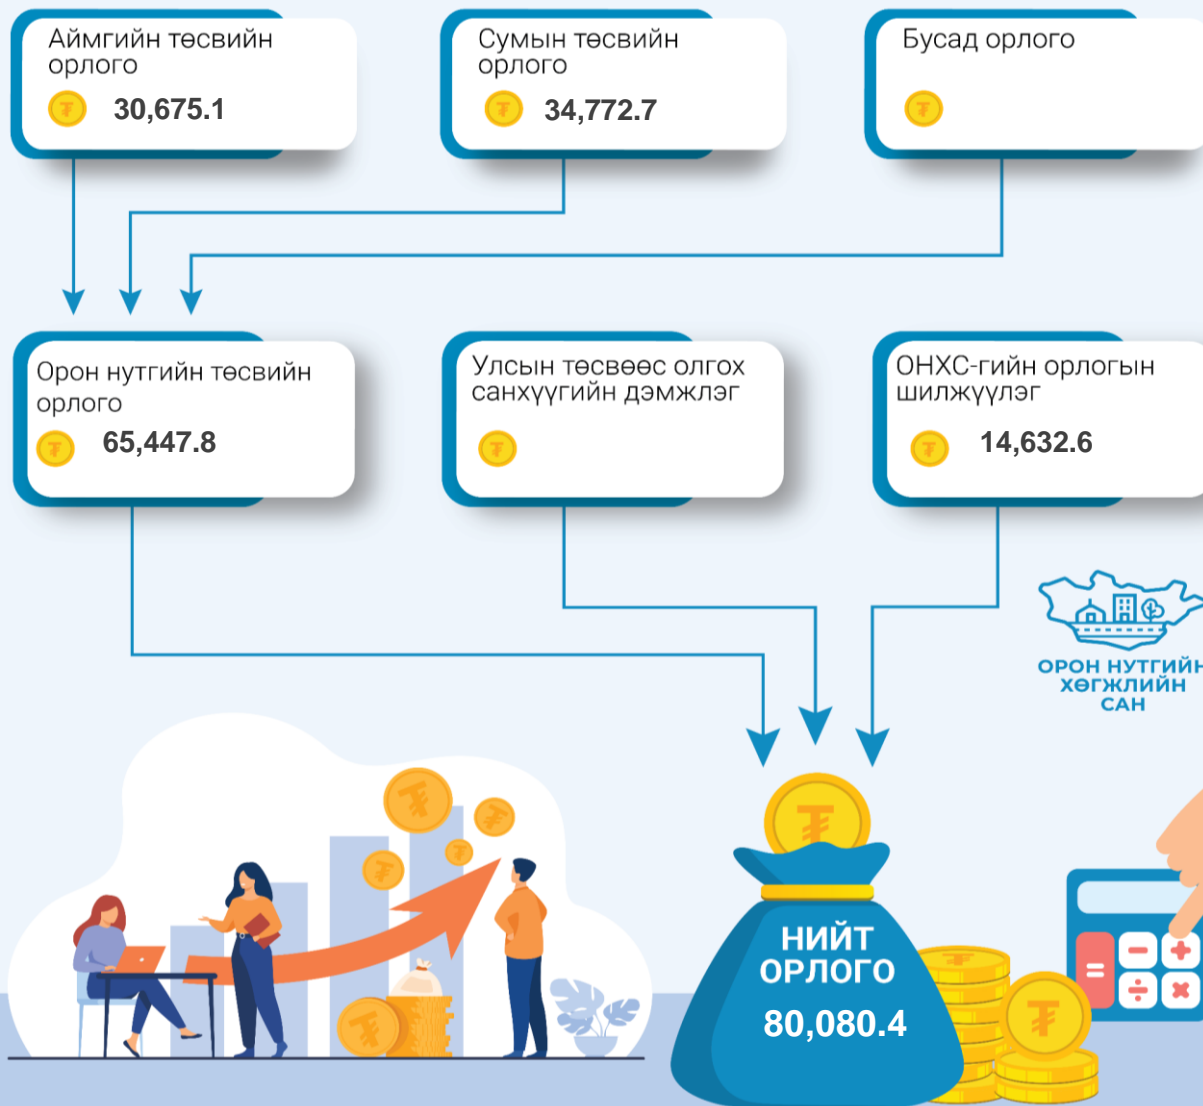 Аймгийн төсвийн
орлого
30,675.1
Сумын төсвийн
орлого
34,772.7
Бусад орлого
Орон нутгийн төсвийн
орлого
65,447.8
Улсын төсвөөс олгох
санхүүгийн дэмжлэг
ОНХС-гийн орлогын
шилжүүлэг
14,632.6
ОРОН НУТГИЙН
ХӨГЖЛИЙН
САН
НИЙТ
ОРЛОГО
80,080.4